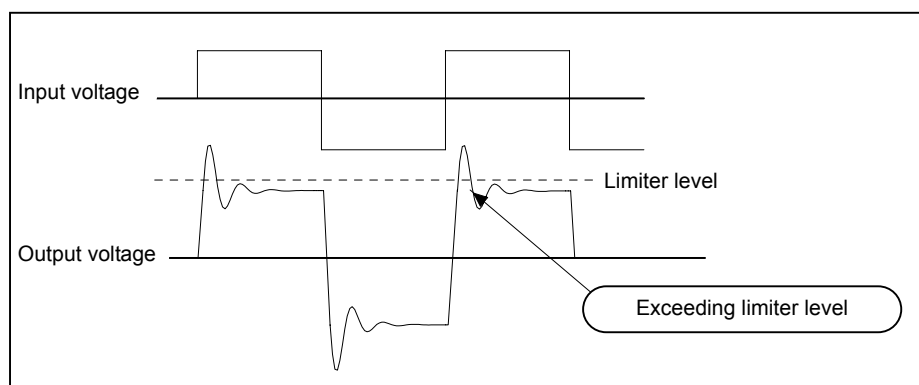 Input voltage
Limiter level
Output voltage
Exceeding limiter level